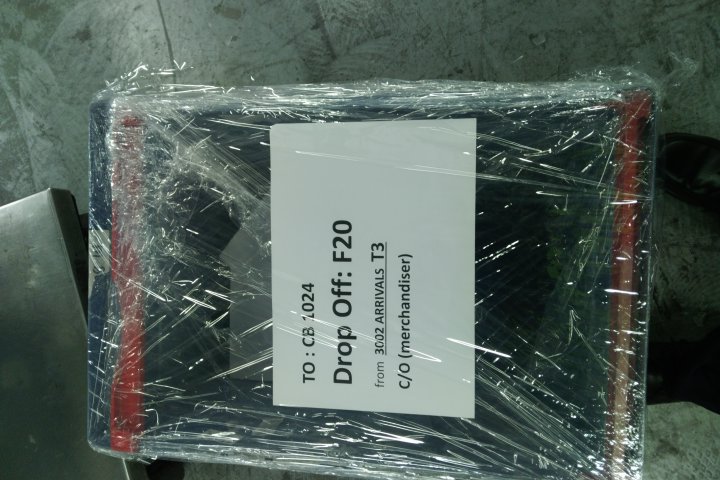 TO : CB 1024
Drop Off: F20
from 3002 ARRIVALS T3
c/o (merchandiser)